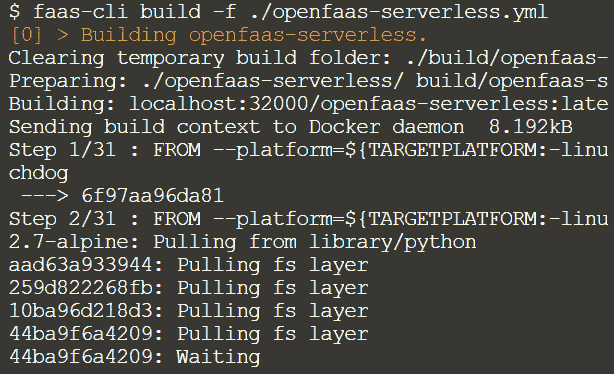 $ faas-cli build -f ./openfaas-serverless.yml
[0] > Building openfaas-serverless.
Clearing temporary build folder: ./build/openfaas-
Preparing: ./openfaas-serverless/ build/openfaas-s
Building: localhost:32000/openfaas-serverless:late
Sending build context to Docker daemon  8.192kB
Step 1/31 : FROM --platform=${TARGETPLATFORM:-linu
chdog
 ---> 6f97aa96da81
Step 2/31 : FROM --platform=${TARGETPLATFORM:-linu
2.7-alpine: Pulling from library/python
aad63a933944: Pulling fs layer
259d822268fb: Pulling fs layer
10ba96d218d3: Pulling fs layer
44ba9f6a4209: Pulling fs layer
44ba9f6a4209: Waiting